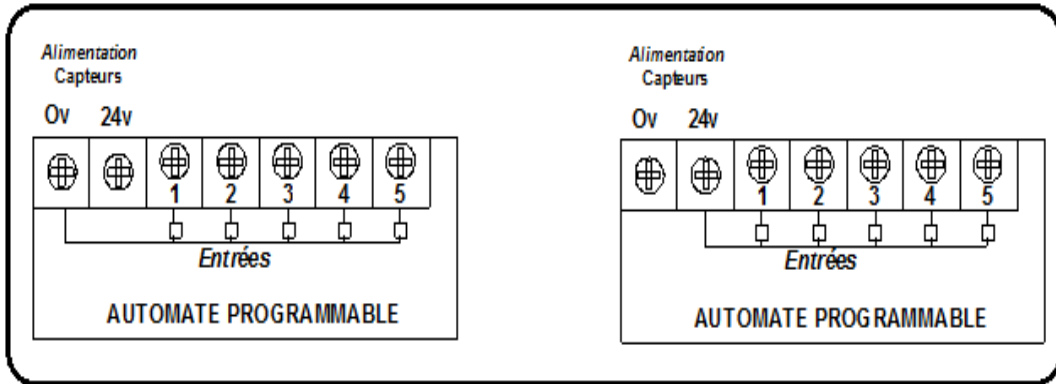 Alimentation
Capteurs
0v 24v
1 2 3 4 5
Entrées
AUTOMATE PROGRAMMABLE
Alimentation
Capteurs
0v 24v
1 2 3 4 5
Entrées
AUTOMATE PROGRAMMABLE